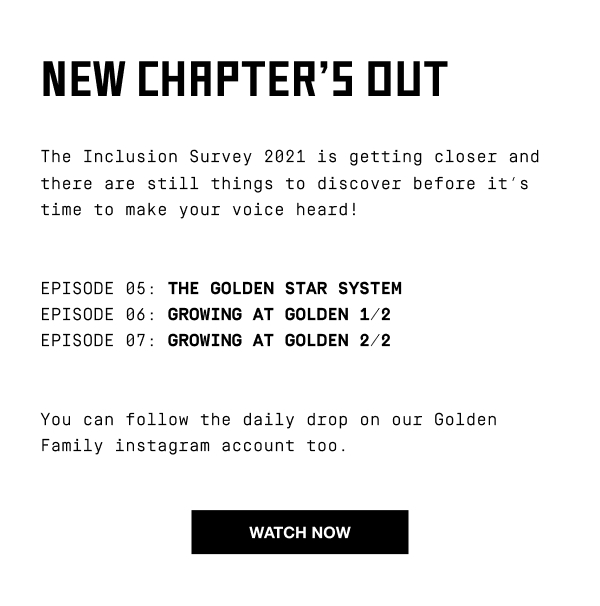 NEW CHAPTER'S OUT
The Inclusion Survey 2021 is getting closer and
there are still things to discover before it's
time to make your voice heard!
EPISODE 05: THE GOLDEN STAR SYSTEM
EPISODE 06: GROWING AT GOLDEN 1/2
EPISODE 07: GROWING AT GOLDEN 2/2
You can follow the daily drop on our Golden
Family instagram account too.
WATCH NOW